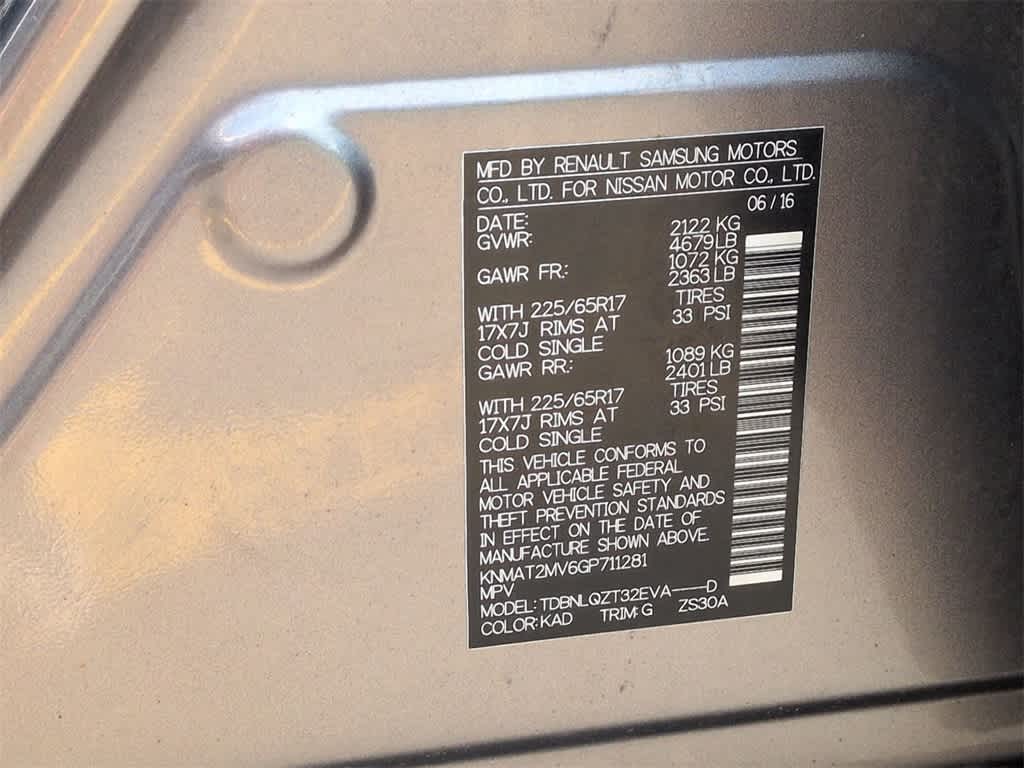 MFD BY RENAULT SAMSUNG MOTORS
CO., LTD. FOR NISSAN MOTOR CO., LTD.
DATE: 06 / 16
GVWR: 2122 KG
4679 LB
GAWR FR.: 1072 KG
2363 LB
WITH 225/65R17 TIRES
17X7J RIMS AT 33 PSI
COLD SINGLE
GAWR RR.: 1089 KG
2401 LB
WITH 225/65R17 TIRES
17X7J RIMS AT 33 PSI
COLD SINGLE
THIS VEHICLE CONFORMS TO
ALL APPLICABLE FEDERAL
MOTOR VEHICLE SAFETY AND
THEFT PREVENTION STANDARDS
IN EFFECT ON THE DATE OF
MANUFACTURE SHOWN ABOVE.
KNMAT2MV6GP711281
MPV
MODEL: TDBNLQZT32EVA----D
COLOR: KAD TRIM: G ZS30A